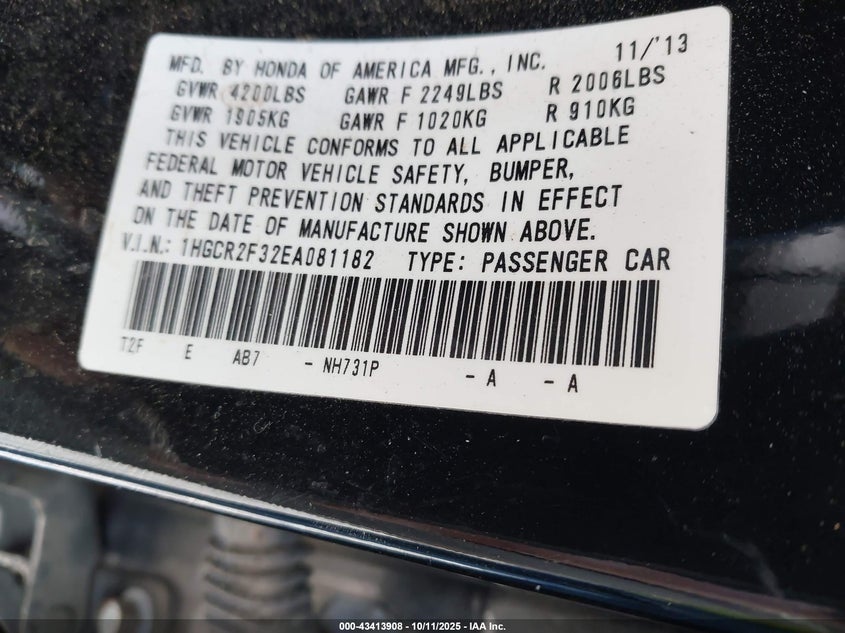 MFD. BY HONDA OF AMERICA MFG., INC. 11/'13
GVWR 4200LBS GAWR F 2249LBS R 2006LBS
GVWR 1905KG GAWR F 1020KG R 910KG
THIS VEHICLE CONFORMS TO ALL APPLICABLE
FEDERAL MOTOR VEHICLE SAFETY, BUMPER,
AND THEFT PREVENTION STANDARDS IN EFFECT
ON THE DATE OF MANUFACTURE SHOWN ABOVE.
V.I.N.: 1HGCR2F32EA081182 TYPE: PASSENGER CAR
T2F E AB7 - NH731P - A - A
000-43413908 - 10/11/2025 - IAA Inc.